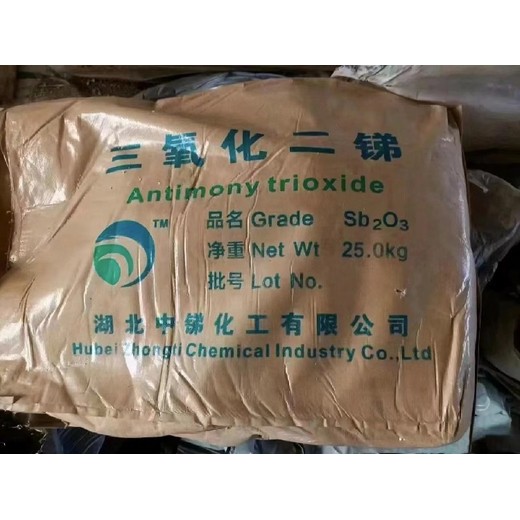 三氧化二锑
Antimony trioxide
TM 品名 Grade Sb₂O₃
净重 Net Wt 25.0kg
批号 Lot No.
湖北中锑化工有限公司
Hubei Zhongti Chemical Industry Co.,Ltd